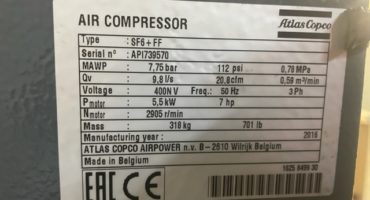 AIR COMPRESSOR
Atlas Copco
Type : SF6+FF
Serial n° : API739570
MAWP : 7,75 bar 112 psi 0,78 MPa
Qv : 9,8 l/s 20,8cfm 0,59 m³/min
Voltage : 400N V Freq.: 50 Hz 3 Ph
Pmotor : 5,5 kW 7 hp
Nmotor : 2905 r/min
Mass : 318 kg 701 lb
Manufacturing year : 2016
ATLAS COPCO AIRPOWER n.v. B-2610 Wilrijk Belgium
Made in Belgium
1625 6499 30
EAC CE